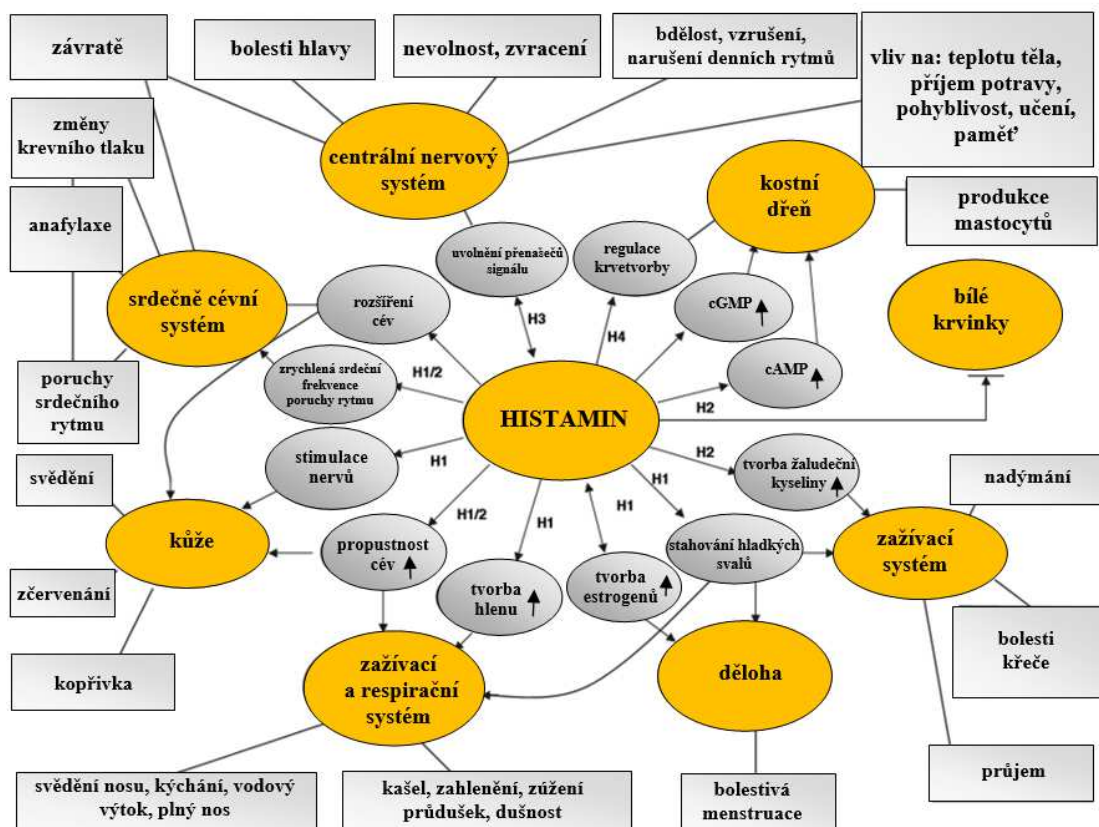 závratě
bolesti hlavy
nevolnost, zvracení
bdělost, vzrušení,
narušení denních rytmů
vliv na: teplotu těla,
příjem potravy,
pohyblivost, učení,
paměť
změny
krevního tlaku
centrální nervový
systém
kostní
dřeň
produkce
mastocytů
anafylaxe
uvolnění přenašečů
signálu
regulace
krvetvorby
srdečně cévní
systém
rozšíření
cév
cGMP
bílé
krvinky
H3
H4
poruchy
srdečního
rytmu
zrychlená srdeční
frekvence
poruchy rytmu
H1/2
cAMP
H2
HISTAMIN
svědění
stimulace
nervů
H1
H2
tvorba žaludeční
kyseliny
nadýmání
H1
kůže
H1/2
H1
H1
propustnost
cév
stahování hladkých
svalů
zažívací
systém
zčervenání
tvorba
hlenu
tvorba
estrogenů
bolesti
křeče
kopřivka
zažívací
a respirační
systém
děloha
svědění nosu, kýchání, vodový
výtok, plný nos
kašel, zahlenění, zúžení
průdušek, dušnost
bolestivá
menstruace
průjem